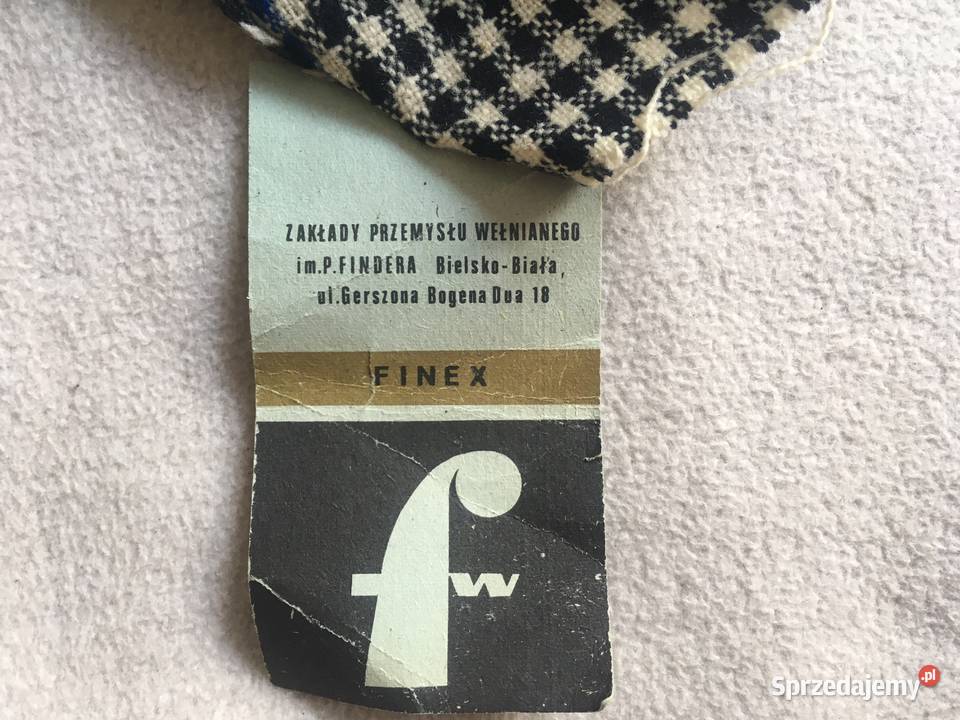 ZAKŁADY PRZEMYSŁU WEŁNIANEGO
im.P.FINDERA Bielsko-Biała,
ul.Gerszona Bogena Dua 18
FINEX
fw
Sprzedajemy.pl